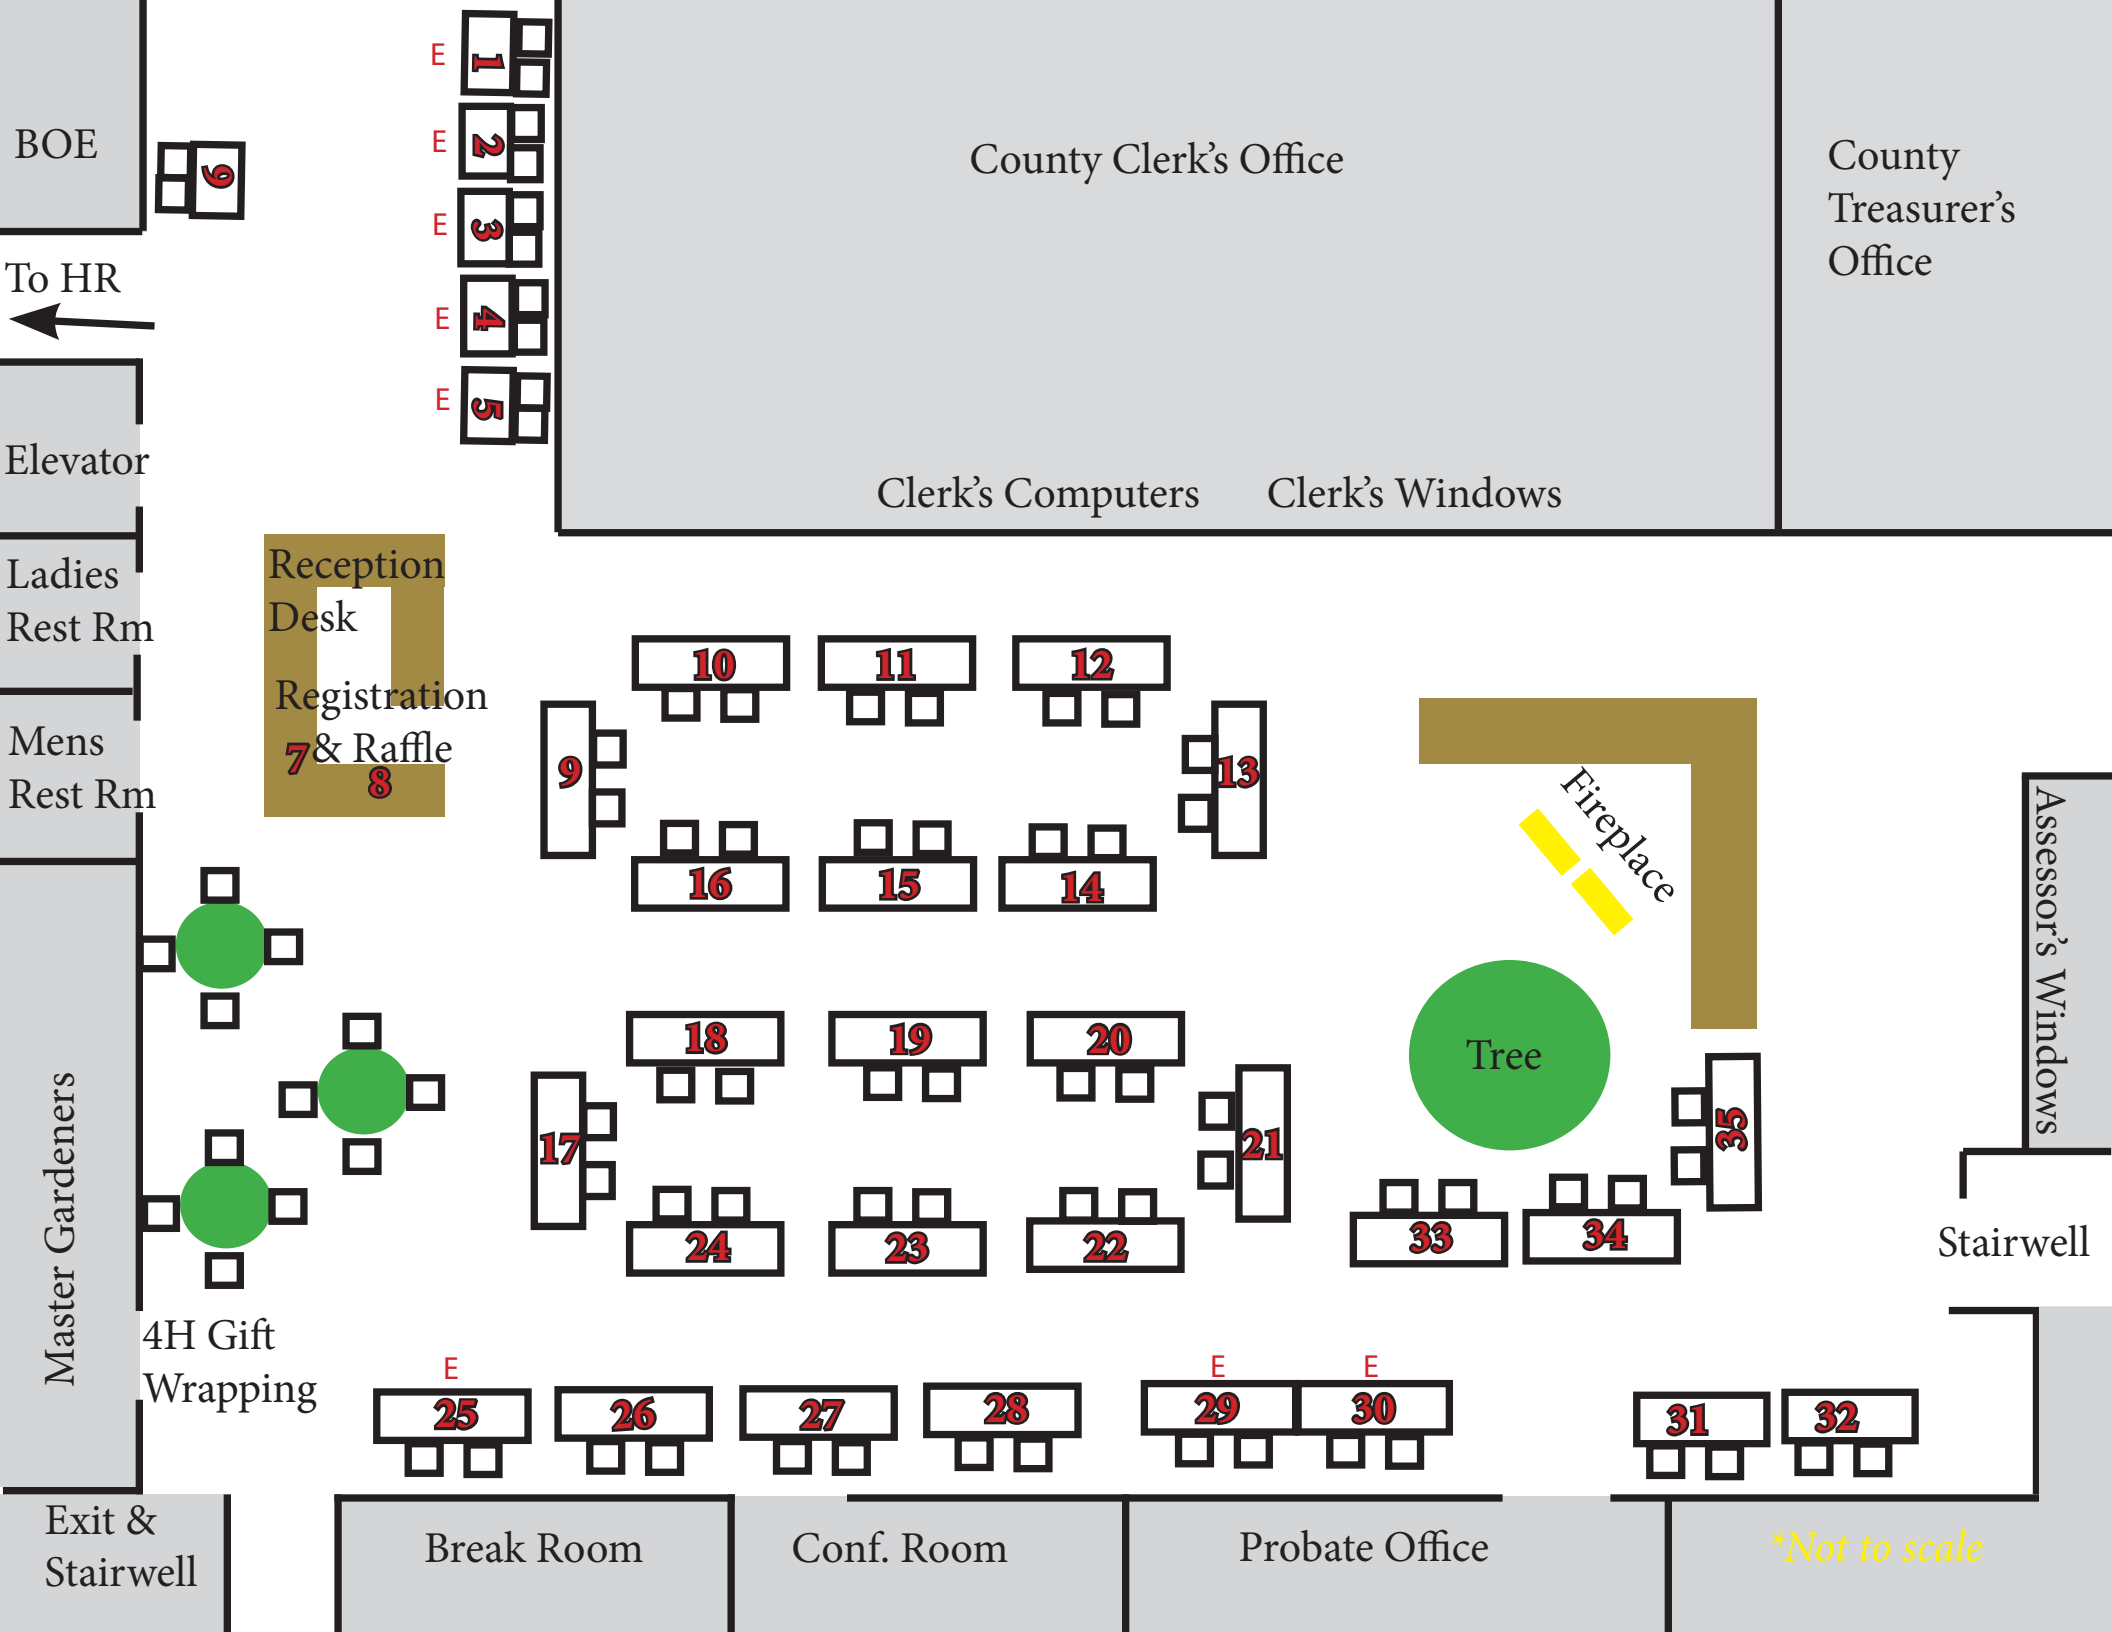 BOE
To HR
Elevator
Ladies
Rest Rm
Mens
Rest Rm
Master Gardeners
4H Gift
Wrapping
Exit &
Stairwell
6
E 1
E 2
E 3
E 4
E 5
County Clerk's Office
Clerk's Computers Clerk's Windows
County
Treasurer's
Office
Reception
Desk
Registration
& Raffle
7
8
10 11 12
9 13
16 15 14
18 19 20
17 21
24 23 22
Fireplace
Tree
35
33 34
Assessor's Windows
Stairwell
E E E
25 26 27 28 29 30 31 32
Break Room
Conf. Room
Probate Office
*Not to scale